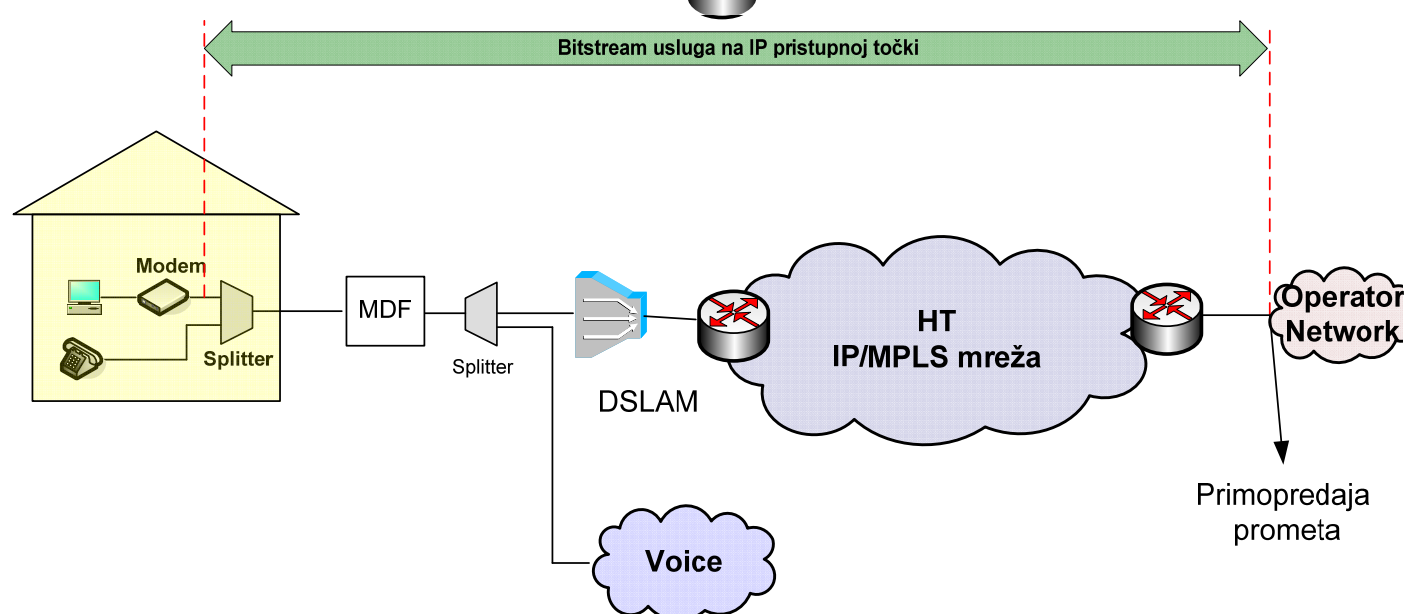 Bitstream usluga na IP pristupnoj točki
Modem
Splitter
MDF
Splitter
DSLAM
HT
IP/MPLS mreža
Operator
Network
Primopredaja
prometa
Voice